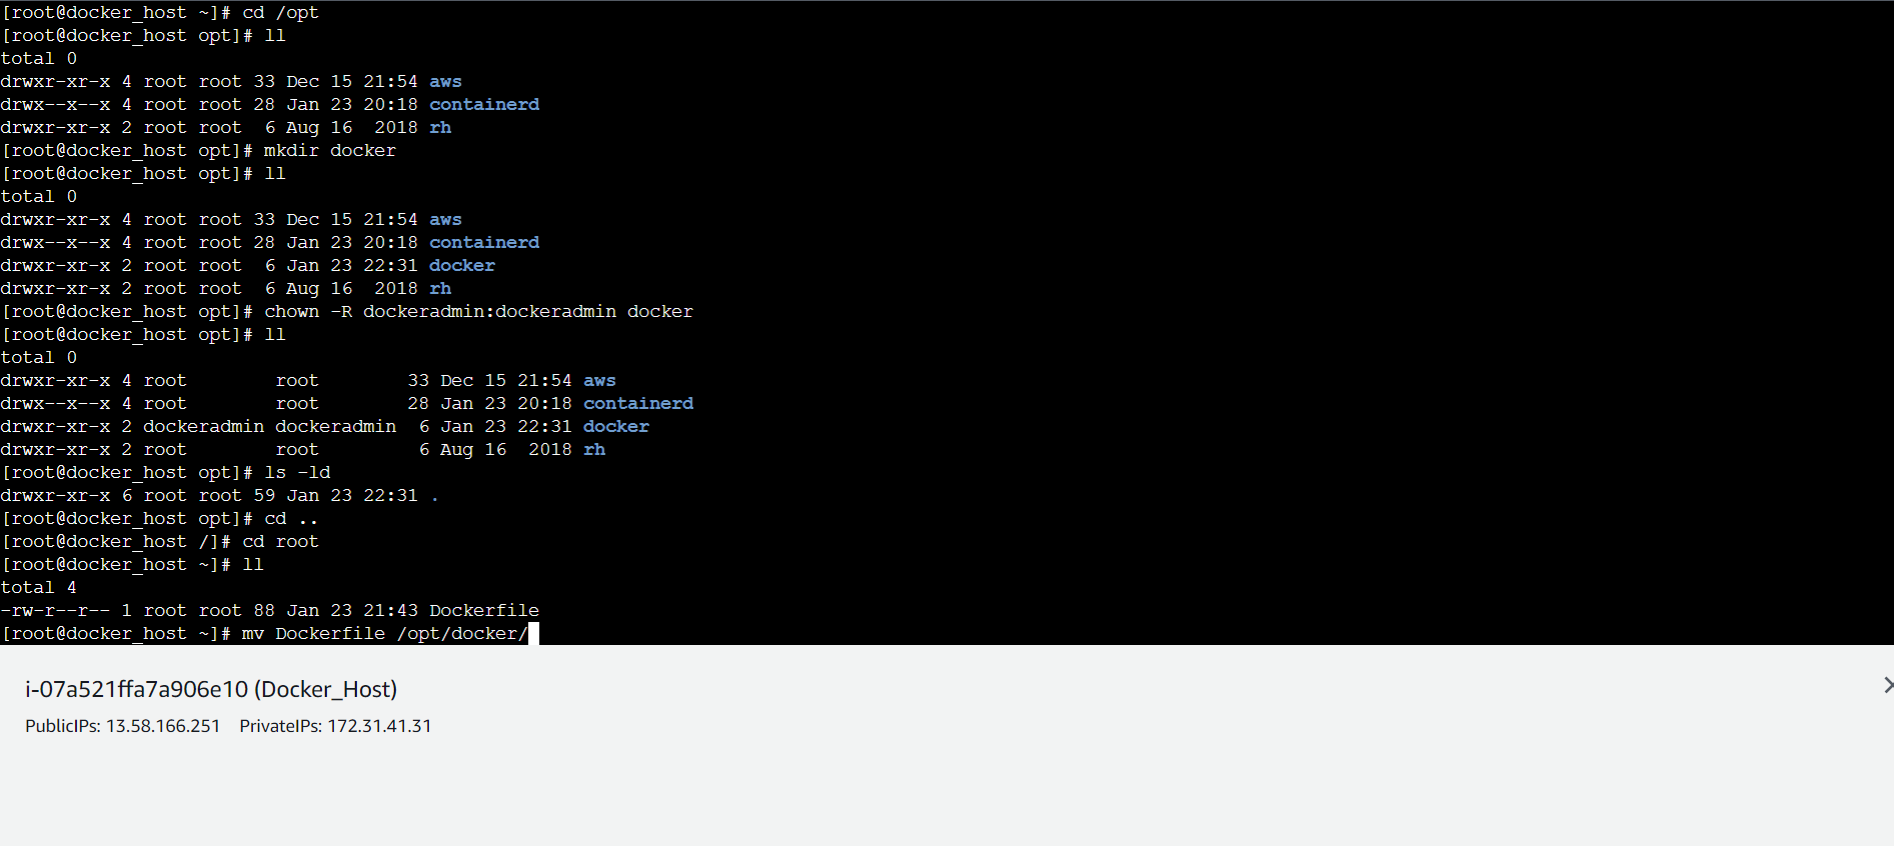 [root@docker_host ~]# cd /opt
[root@docker_host opt]# ll
total 0
drwxr-xr-x 4 root root 33 Dec 15 21:54 aws
drwx--x--x 4 root root 28 Jan 23 20:18 containerd
drwxr-xr-x 2 root root  6 Aug 16  2018 rh
[root@docker_host opt]# mkdir docker
[root@docker_host opt]# ll
total 0
drwxr-xr-x 4 root root 33 Dec 15 21:54 aws
drwx--x--x 4 root root 28 Jan 23 20:18 containerd
drwxr-xr-x 2 root root  6 Jan 23 22:31 docker
drwxr-xr-x 2 root root  6 Aug 16  2018 rh
[root@docker_host opt]# chown -R dockeradmin:dockeradmin docker
[root@docker_host opt]# ll
total 0
drwxr-xr-x 4 root        root        33 Dec 15 21:54 aws
drwx--x--x 4 root        root        28 Jan 23 20:18 containerd
drwxr-xr-x 2 dockeradmin dockeradmin  6 Jan 23 22:31 docker
drwxr-xr-x 2 root        root         6 Aug 16  2018 rh
[root@docker_host opt]# ls -ld
drwxr-xr-x 6 root root 59 Jan 23 22:31 .
[root@docker_host opt]# cd ..
[root@docker_host /]# cd root
[root@docker_host ~]# ll
total 4
-rw-r--r-- 1 root root 88 Jan 23 21:43 Dockerfile
[root@docker_host ~]# mv Dockerfile /opt/docker/
i-07a521ffa7a906e10 (Docker_Host)
PublicIPs: 13.58.166.251    PrivateIPs: 172.31.41.31